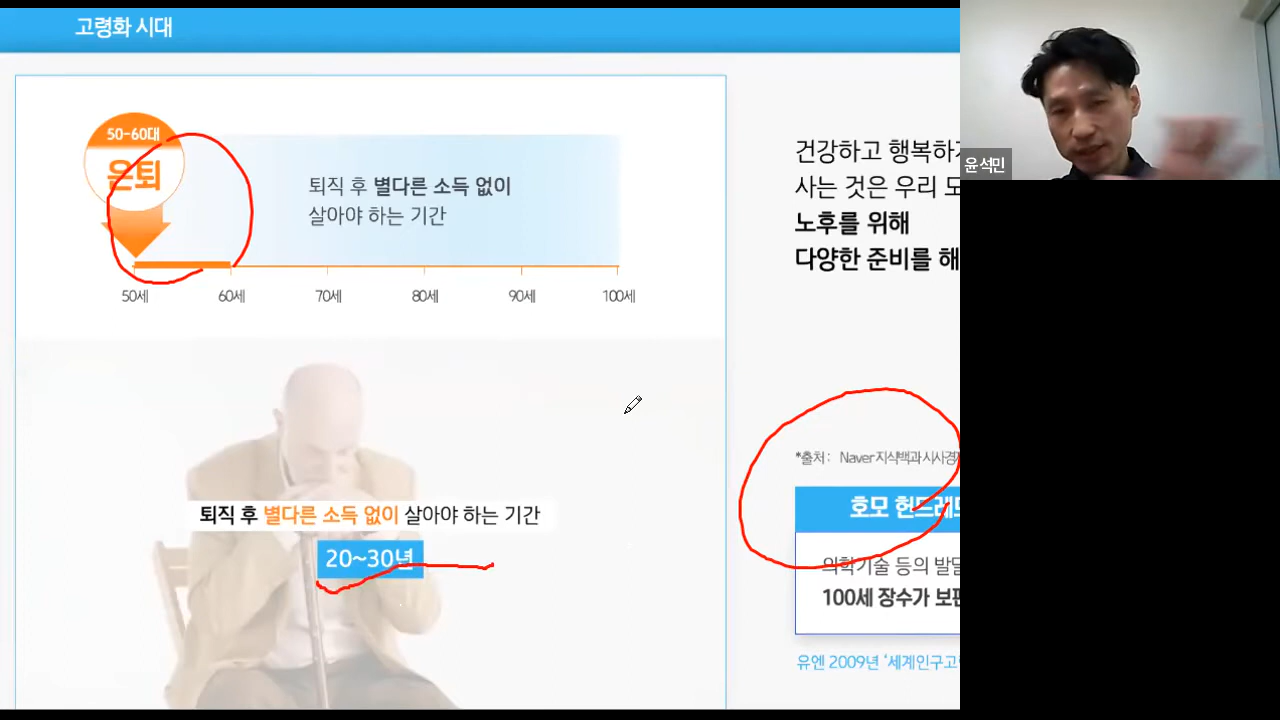 고령화 시대
50-60대
은퇴
퇴직 후 별다른 소득 없이
살아야 하는 기간
50세 60세 70세 80세 90세 100세
퇴직 후 별다른 소득 없이 살아야 하는 기간
20~30년
건강하고 행복하게
사는 것은 우리 모
노후를 위해
다양한 준비를 해
*출처 : Naver 지식백과 시사경
호모 헌드레드
의학기술 등의 발달
100세 장수가 보편
유엔 2009년 ‘세계인구고
윤석민